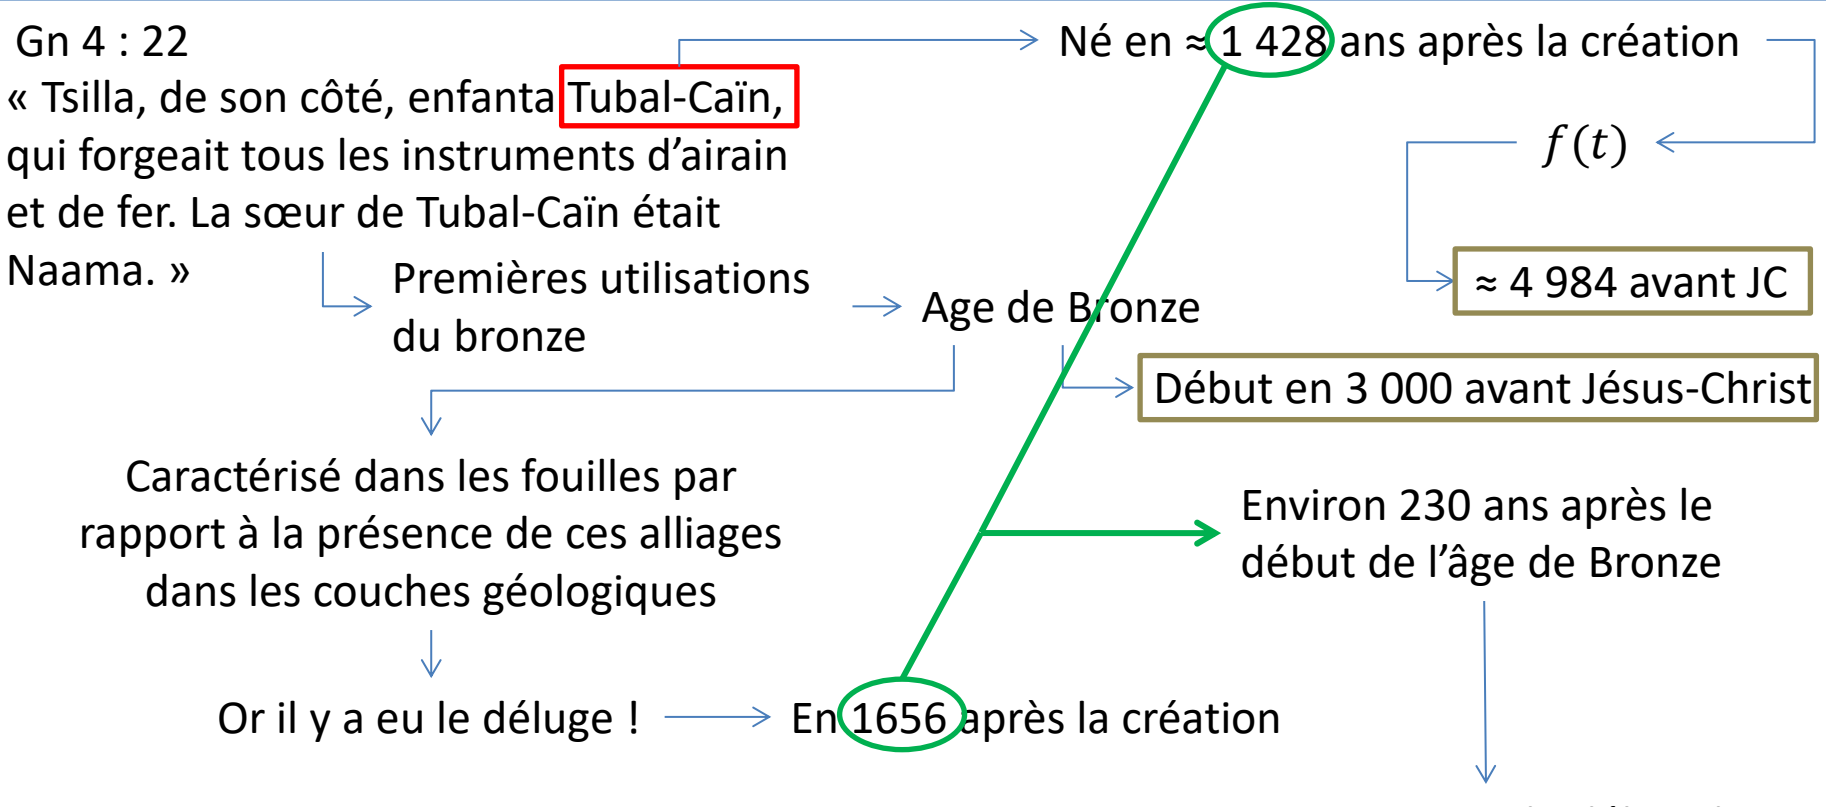 Gn 4 : 22
« Tsilla, de son côté, enfanta Tubal-Caïn,
qui forgeait tous les instruments d’airain
et de fer. La sœur de Tubal-Caïn était
Naama. »
Né en ≈ 1 428 ans après la création
f(t)
≈ 4 984 avant JC
Premières utilisations
du bronze
Age de Bronze
Début en 3 000 avant Jésus-Christ
Caractérisé dans les fouilles par
rapport à la présence de ces alliages
dans les couches géologiques
Environ 230 ans après le
début de l’âge de Bronze
Or il y a eu le déluge !
En 1656 après la création